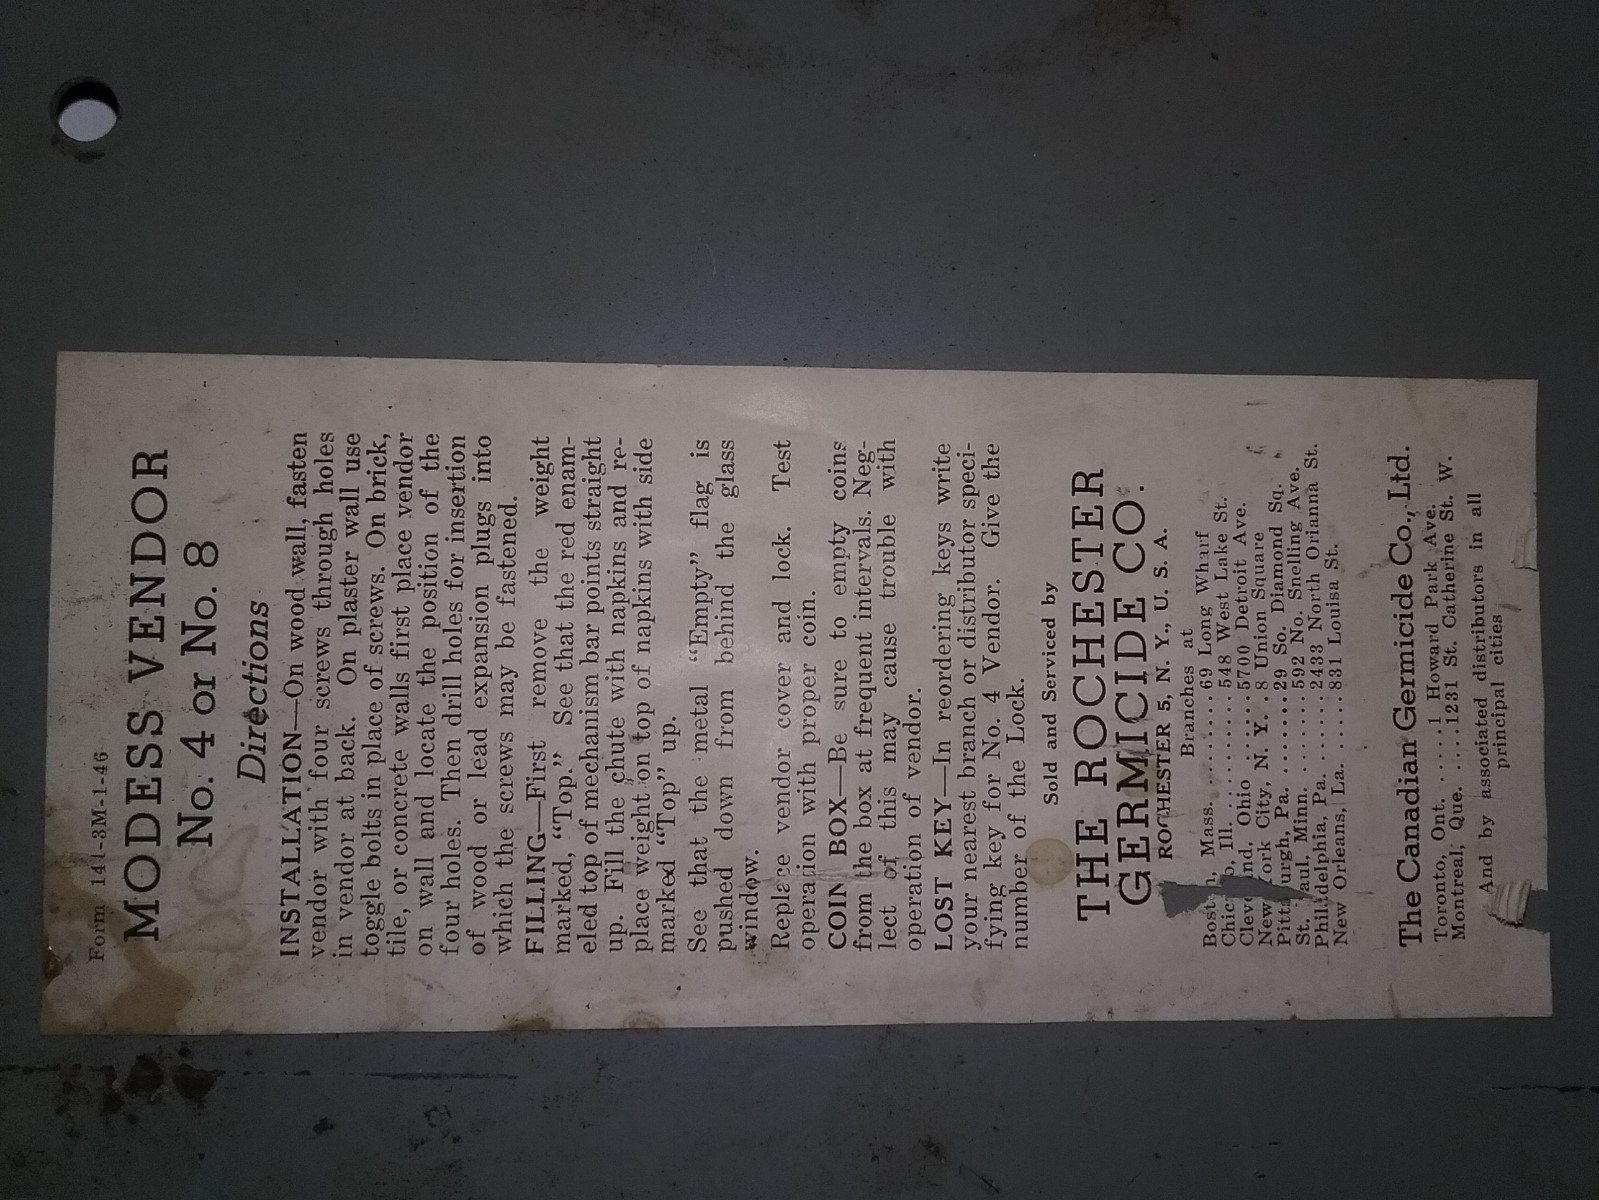 Form 141-3M-1-46
MODESS VENDOR
No. 4 or No. 8
Directions
INSTALLATION—On wood wall, fasten
vendor with four screws through holes
in vendor at back. On plaster wall use
toggle bolts in place of screws. On brick,
tile, or concrete walls first place vendor
on wall and locate the position of the
four holes. Then drill holes for insertion
of wood or lead expansion plugs into
which the screws may be fastened.
FILLING—First remove the weight
marked, “Top.” See that the red enam-
eled top of mechanism bar points straight
up. Fill the chute with napkins and re-
place weight on top of napkins with side
marked “Top” up.
See that the metal “Empty” flag is
pushed down from behind the glass
window.
Replace vendor cover and lock. Test
operation with proper coin.
COIN BOX—Be sure to empty coins
from the box at frequent intervals. Neg-
lect of this may cause trouble with
operation of vendor.
LOST KEY—In reordering keys write
your nearest branch or distributor speci-
fying key for No. 4 Vendor. Give the
number of the Lock.
Sold and Serviced by
THE ROCHESTER
GERMICIDE CO.
ROCHESTER 5, N. Y., U. S. A.
Branches at
Boston, Mass. ........69 Long Wharf
Chicago, Ill. ........548 West Lake St.
Cleveland, Ohio .....5700 Detroit Ave.
New York City, N. Y. . 8 Union Square
Pittsburgh, Pa. .......29 So. Diamond Sq.
St. Paul, Minn. ......592 No. Snelling Ave.
Philadelphia, Pa. .....2433 North Orianna St.
New Orleans, La. .....831 Louisa St.
The Canadian Germicide Co., Ltd.
Toronto, Ont. ......1 Howard Park Ave.
Montreal, Que. .....1231 St. Catherine St. W.
And by associated distributors in all
principal cities